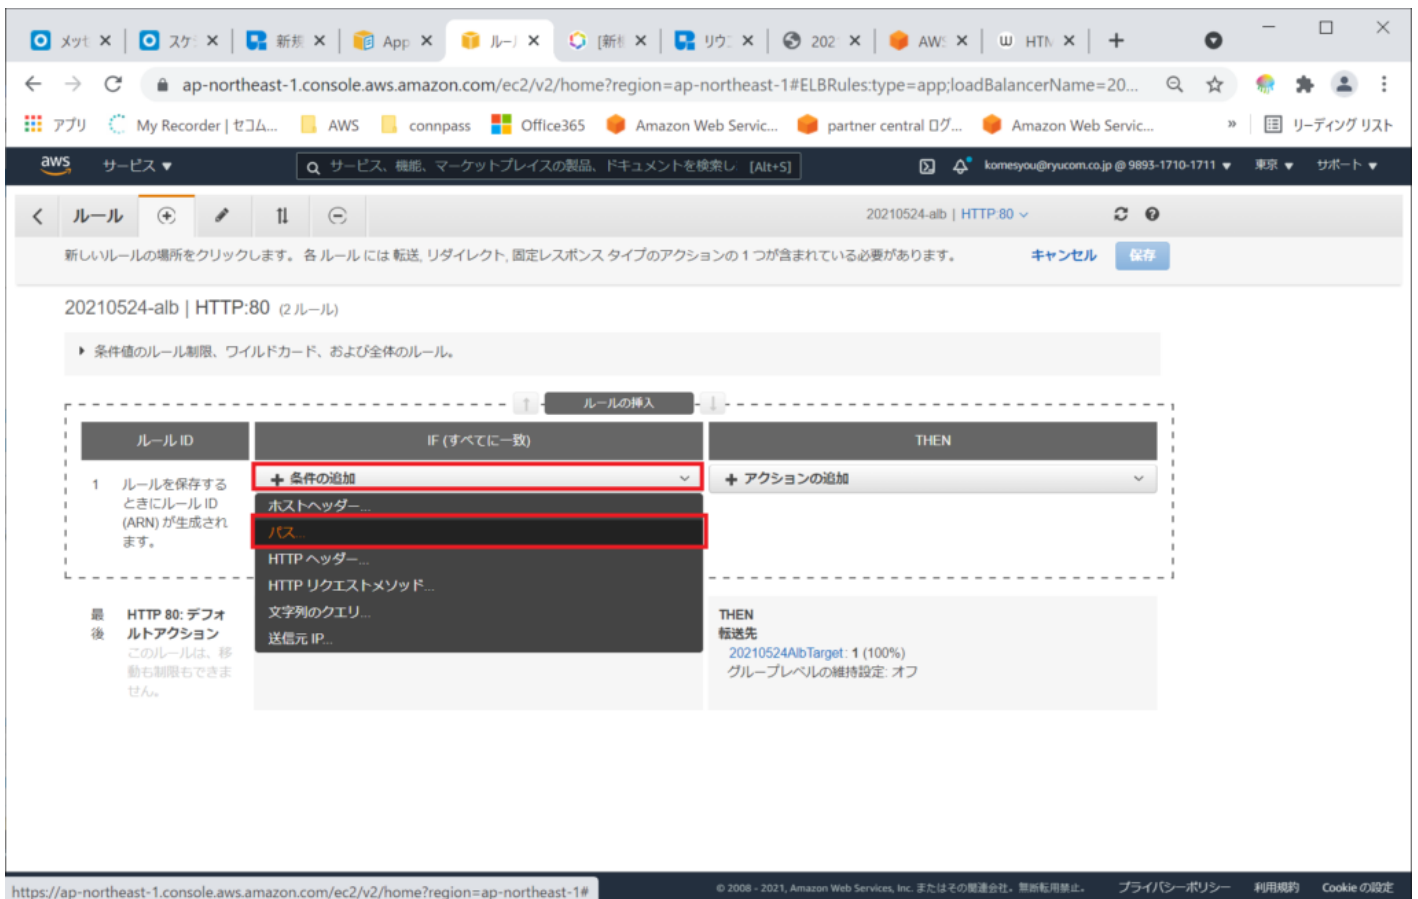 メッセ
スケ
新規
App
ルール
[新機
リウ
202
AWS
HTM
ap-northeast-1.console.aws.amazon.com/ec2/v2/home?region=ap-northeast-1#ELBRules:type=app;loadBalancerName=20...
アプリ My Recorder | セコム... AWS connpass Office365 Amazon Web Servic... partner central ログ... Amazon Web Servic... » リーディング リスト
aws サービス ▼ サービス、機能、マーケットプレイスの製品、ドキュメントを検索し [Alt+S] komesyou@ryucom.co.jp @ 9893-1710-1711 ▼ 東京 ▼ サポート ▼
ルール 20210524-alb | HTTP:80
新しいルールの場所をクリックします。 各 ルール には 転送, リダイレクト, 固定レスポンス タイプのアクションの 1 つが含まれている必要があります。 キャンセル 保存
20210524-alb | HTTP:80 (2 ルール)
条件値のルール制限、ワイルドカード、および全体のルール。
ルールの挿入
ルール ID IF (すべてに一致) THEN
1 ルールを保存する
ときにルール ID
(ARN) が生成され
ます。
+ 条件の追加
+ アクションの追加
ホストヘッダー...
パス...
HTTP ヘッダー...
HTTP リクエストメソッド...
文字列のクエリ...
送信元 IP...
最
後
HTTP 80: デフォ
ルトアクション
このルールは、移
動も制限もできま
せん。
THEN
転送先
20210524AlbTarget: 1 (100%)
グループレベルの維持設定: オフ
https://ap-northeast-1.console.aws.amazon.com/ec2/v2/home?region=ap-northeast-1#
© 2008 - 2021, Amazon Web Services, Inc. またはその関連会社。無断転用禁止。 プライバシーポリシー 利用規約 Cookie の設定